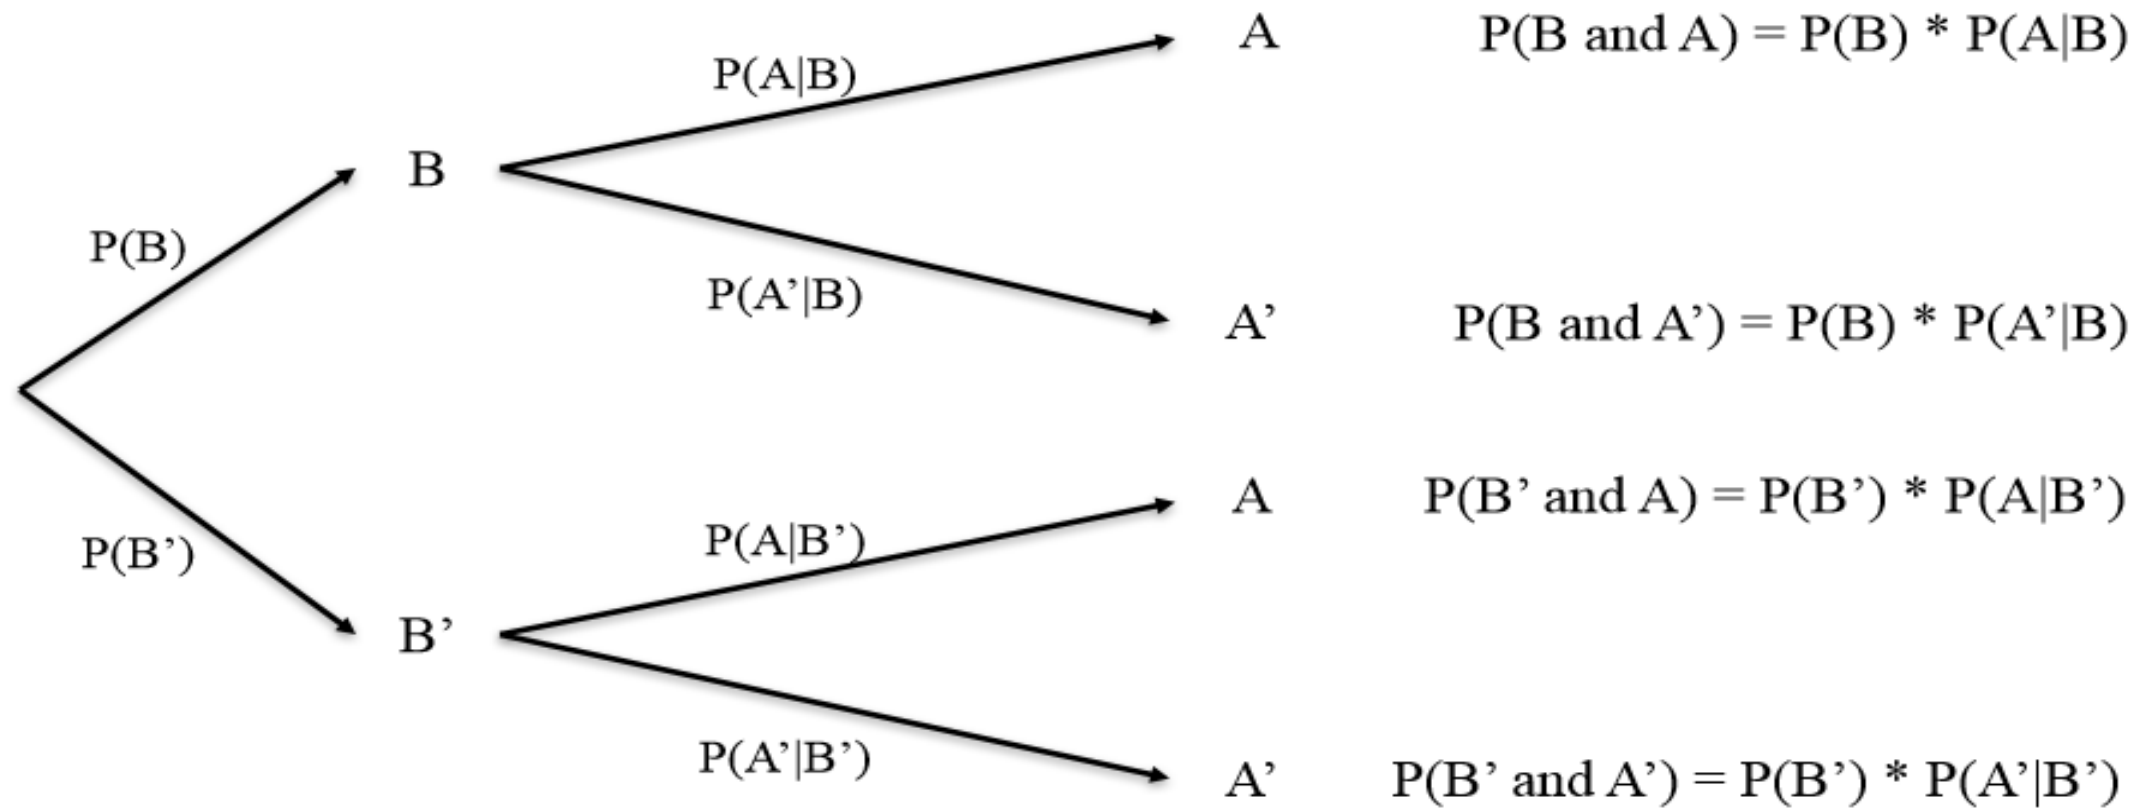 A P(B and A) = P(B) * P(A|B)
P(A|B)
B
P(B)
P(A’|B)
A’ P(B and A’) = P(B) * P(A’|B)
A P(B’ and A) = P(B’) * P(A|B’)
P(A|B’)
P(B’)
B’
P(A’|B’)
A’ P(B’ and A’) = P(B’) * P(A’|B’)